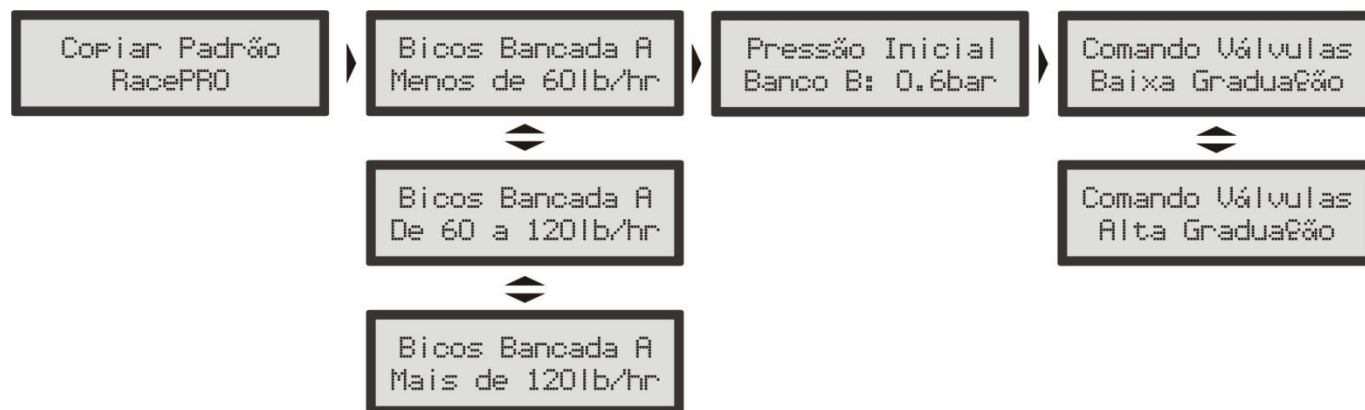 Copiar Padrão
RacePRO
Bicos Bancada A
Menos de 60lb/hr
Pressão Inicial
Banco B: 0.6bar
Comando Válvulas
Baixa Graduação
Bicos Bancada A
De 60 a 120lb/hr
Comando Válvulas
Alta Graduação
Bicos Bancada A
Mais de 120lb/hr